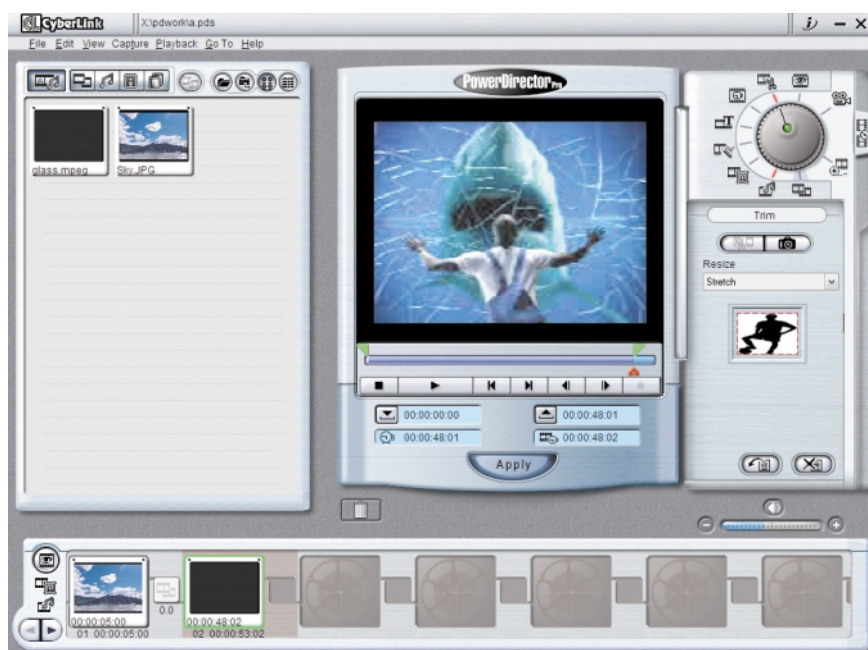 CyberLink X:\pdwork\a.pds
File Edit View Capture Playback Go To Help
PowerDirector Pro
glass.mpeg Sky.JPG
Trim
Resize
Stretch
00:00:00:00 00:00:48:01
00:00:48:01 00:00:48:02
Apply
00:00:05:00 0.0 00:00:48:02
01 00:00:05:00 02 00:00:53:02